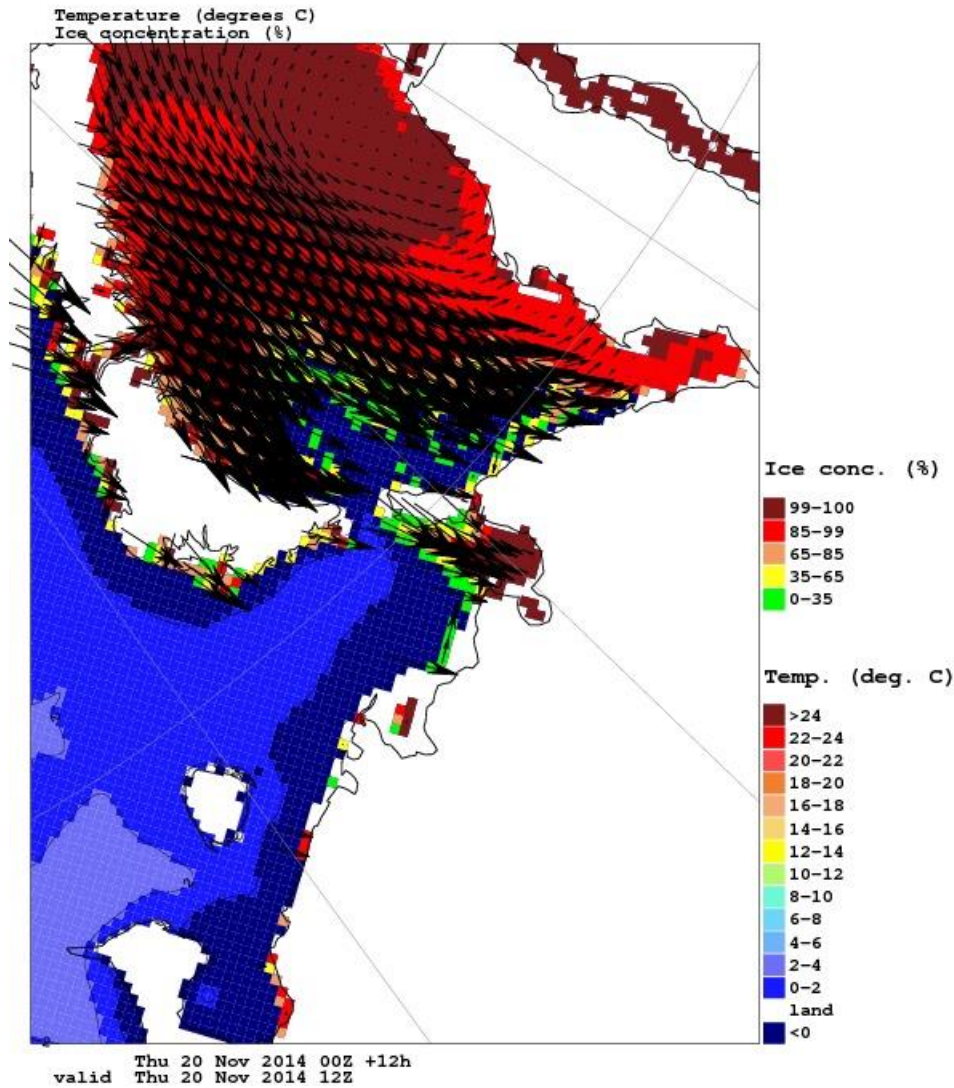 Temperature (degrees C)
Ice concentration (%)
Ice conc. (%)
99-100
85-99
65-85
35-65
0-35
Temp. (deg. C)
>24
22-24
20-22
18-20
16-18
14-16
12-14
10-12
8-10
6-8
4-6
2-4
0-2
land
<0
Thu 20 Nov 2014 00Z +12h
valid Thu 20 Nov 2014 12Z